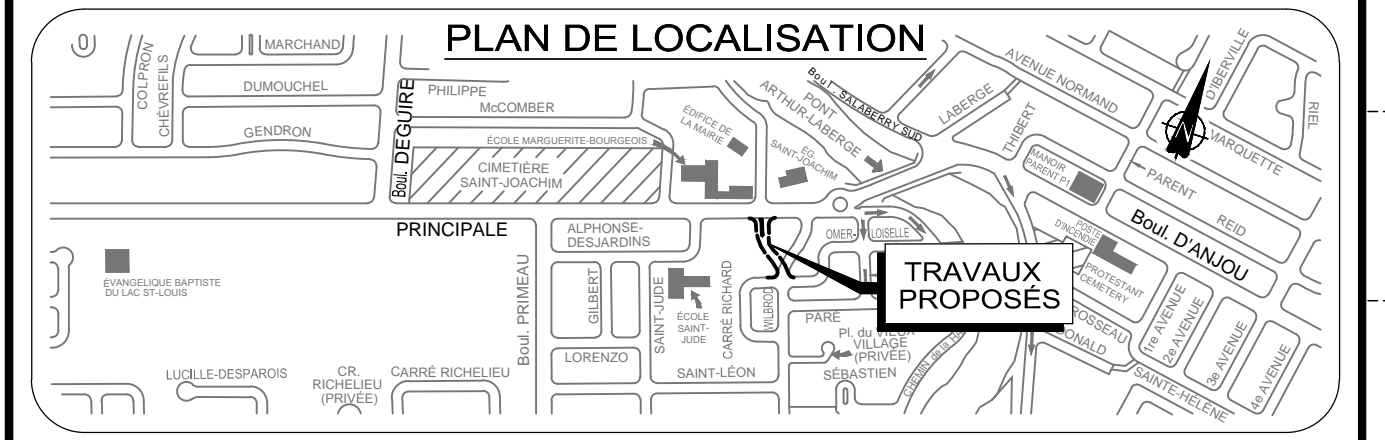 PLAN DE LOCALISATION
COLPRON
CHÈVREFILS
MARCHAND
DUMOUCHEL
GENDRON
Boul. DEGUIRE
PHILIPPE
McCOMBER
ÉCOLE MARGUERITE-BOURGEOIS
CIMETIÈRE
SAINT-JOACHIM
ÉDIFICE DE
LA MAIRIE
ÉG.
SAINT-JOACHIM
PONT
ARTHUR-LABERGE
Boul. SALABERRY SUD
LABERGE
AVENUE NORMAND
D'IBERVILLE
RIEL
MARQUETTE
THIBERT
MANOIR
PARENT P1
PARENT
REID
N
Boul. D'ANJOU
POSTE
D'INCENDIE
PROTESTANT
CEMETERY
PRINCIPALE
ALPHONSE-
DESJARDINS
OMER-
LOISELLE
TRAVAUX
PROPOSÉS
ÉVANGELIQUE BAPTISTE
DU LAC ST-LOUIS
Boul. PRIMEAU
GILBERT
SAINT-JUDE
ÉCOLE
SAINT-
JUDE
CARRÉ RICHARD
WILBROD
PARÉ
Pl. du VIEUX
VILLAGE
(PRIVÉE)
SÉBASTIEN
CHEMIN de la HA
ROSSEAU
DONALD
1re AVENUE
2e AVENUE
3e AVENUE
4e AVENUE
SAINTE-HÉLÈNE
LORENZO
SAINT-LÉON
LUCILLE-DESPAROIS
CR.
RICHELIEU
(PRIVÉE)
CARRÉ RICHELIEU